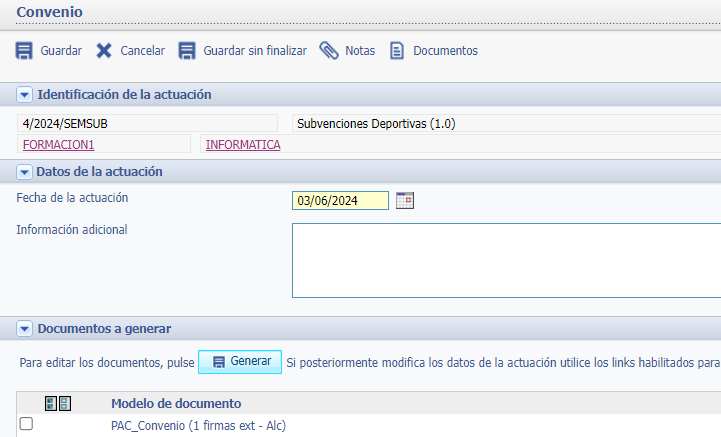 Convenio
Guardar Cancelar Guardar sin finalizar Notas Documentos
Identificación de la actuación
4/2024/SEMSUB Subvenciones Deportivas (1.0)
FORMACION1 INFORMATICA
Datos de la actuación
Fecha de la actuación 03/06/2024
Información adicional
Documentos a generar
Para editar los documentos, pulse Generar Si posteriormente modifica los datos de la actuación utilice los links habilitados para
Modelo de documento
PAC_Convenio (1 firmas ext - Alc)